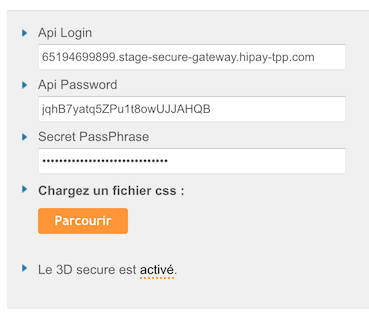 Api Login
65194699899.stage-secure-gateway.hipay-tpp.com
Api Password
jqhB7yatq5ZPu1t8owUJJAHQB
Secret PassPhrase
Chargez un fichier css :
Parcourir
Le 3D secure est activé.